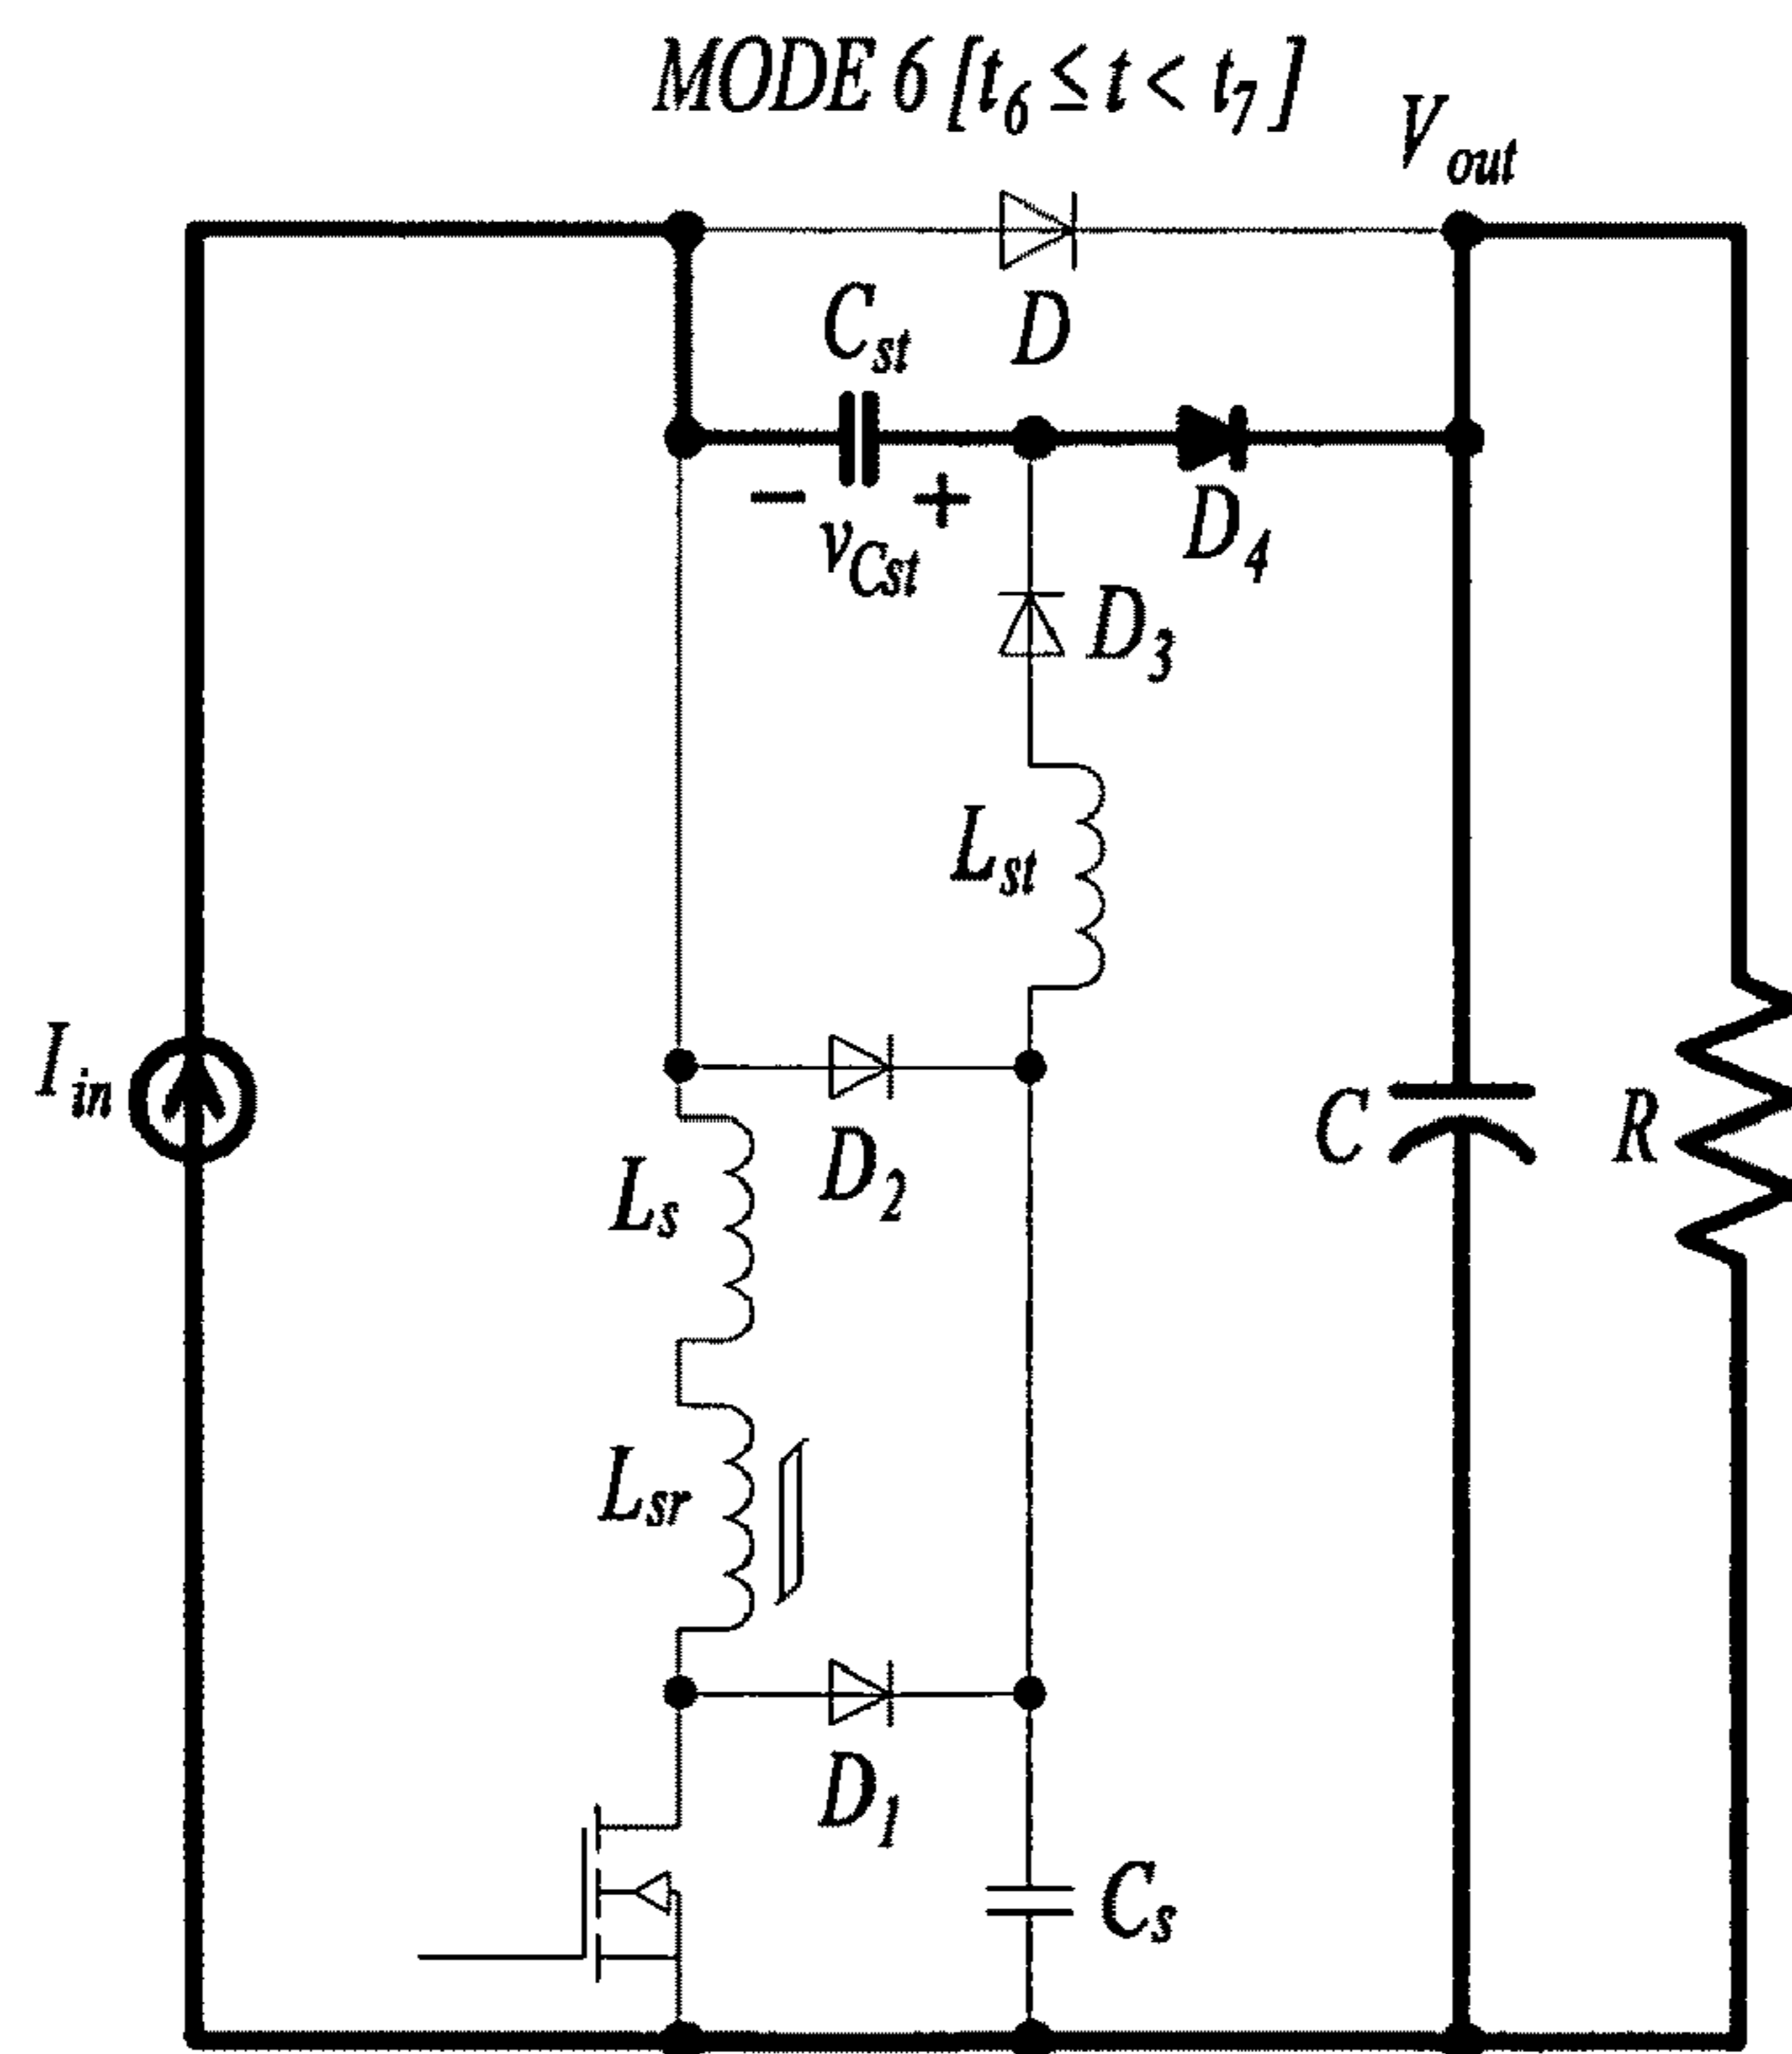 MODE 6 [t6 ≤ t < t7]
Vout
Cst
D
− +
vCst
D4
D3
Lst
Iin
D2
C
R
Ls
Lsr
D1
Cs